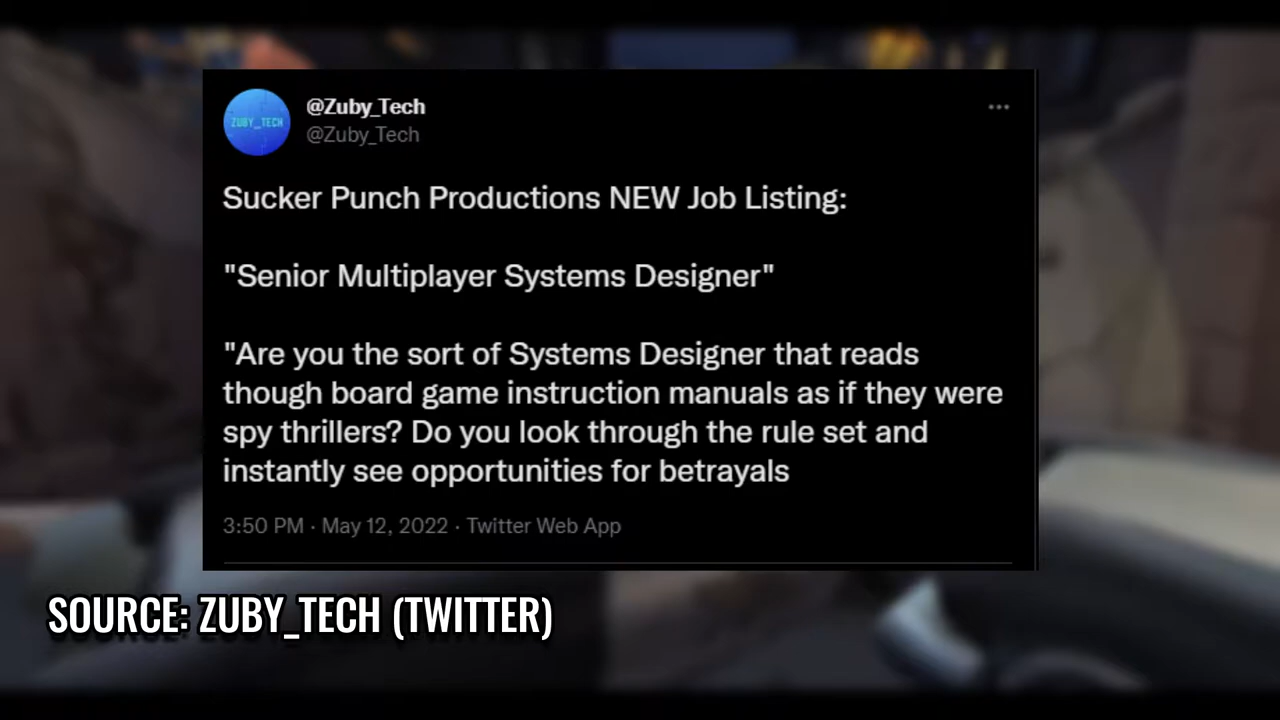 ZUBY_TECH
@Zuby_Tech
@Zuby_Tech
Sucker Punch Productions NEW Job Listing:
"Senior Multiplayer Systems Designer"
"Are you the sort of Systems Designer that reads
though board game instruction manuals as if they were
spy thrillers? Do you look through the rule set and
instantly see opportunities for betrayals
3:50 PM · May 12, 2022 · Twitter Web App
SOURCE: ZUBY_TECH (TWITTER)